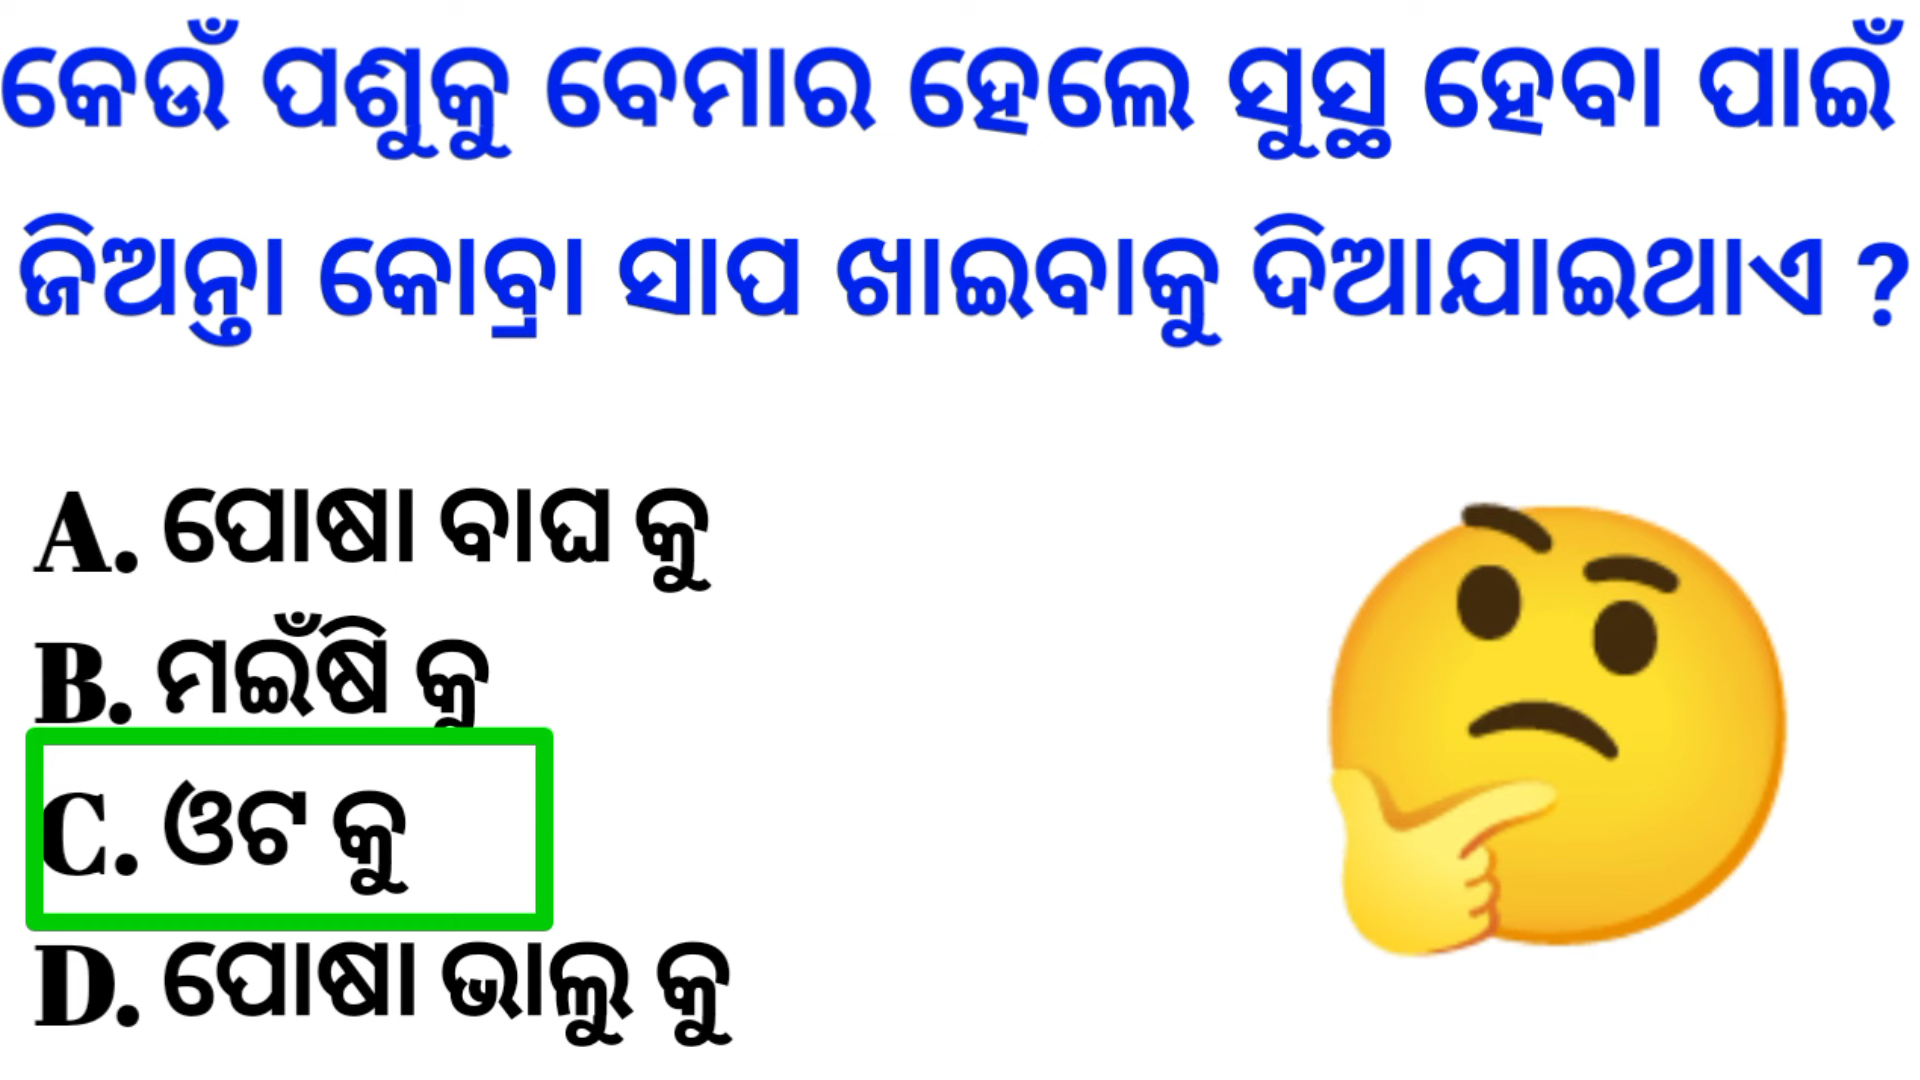 କେଉଁ ପଶୁକୁ ବେମାର ହେଲେ ସୁସ୍ଥ ହେବା ପାଇଁ
ଜିଅନ୍ତା କୋବ୍ରା ସାପ ଖାଇବାକୁ ଦିଆଯାଇଥାଏ ?
A. ପୋଷା ବାଘ କୁ
B. ମଇଁଷି କୁ
C. ଓଟ କୁ
D. ପୋଷା ଭାଲୁ କୁ